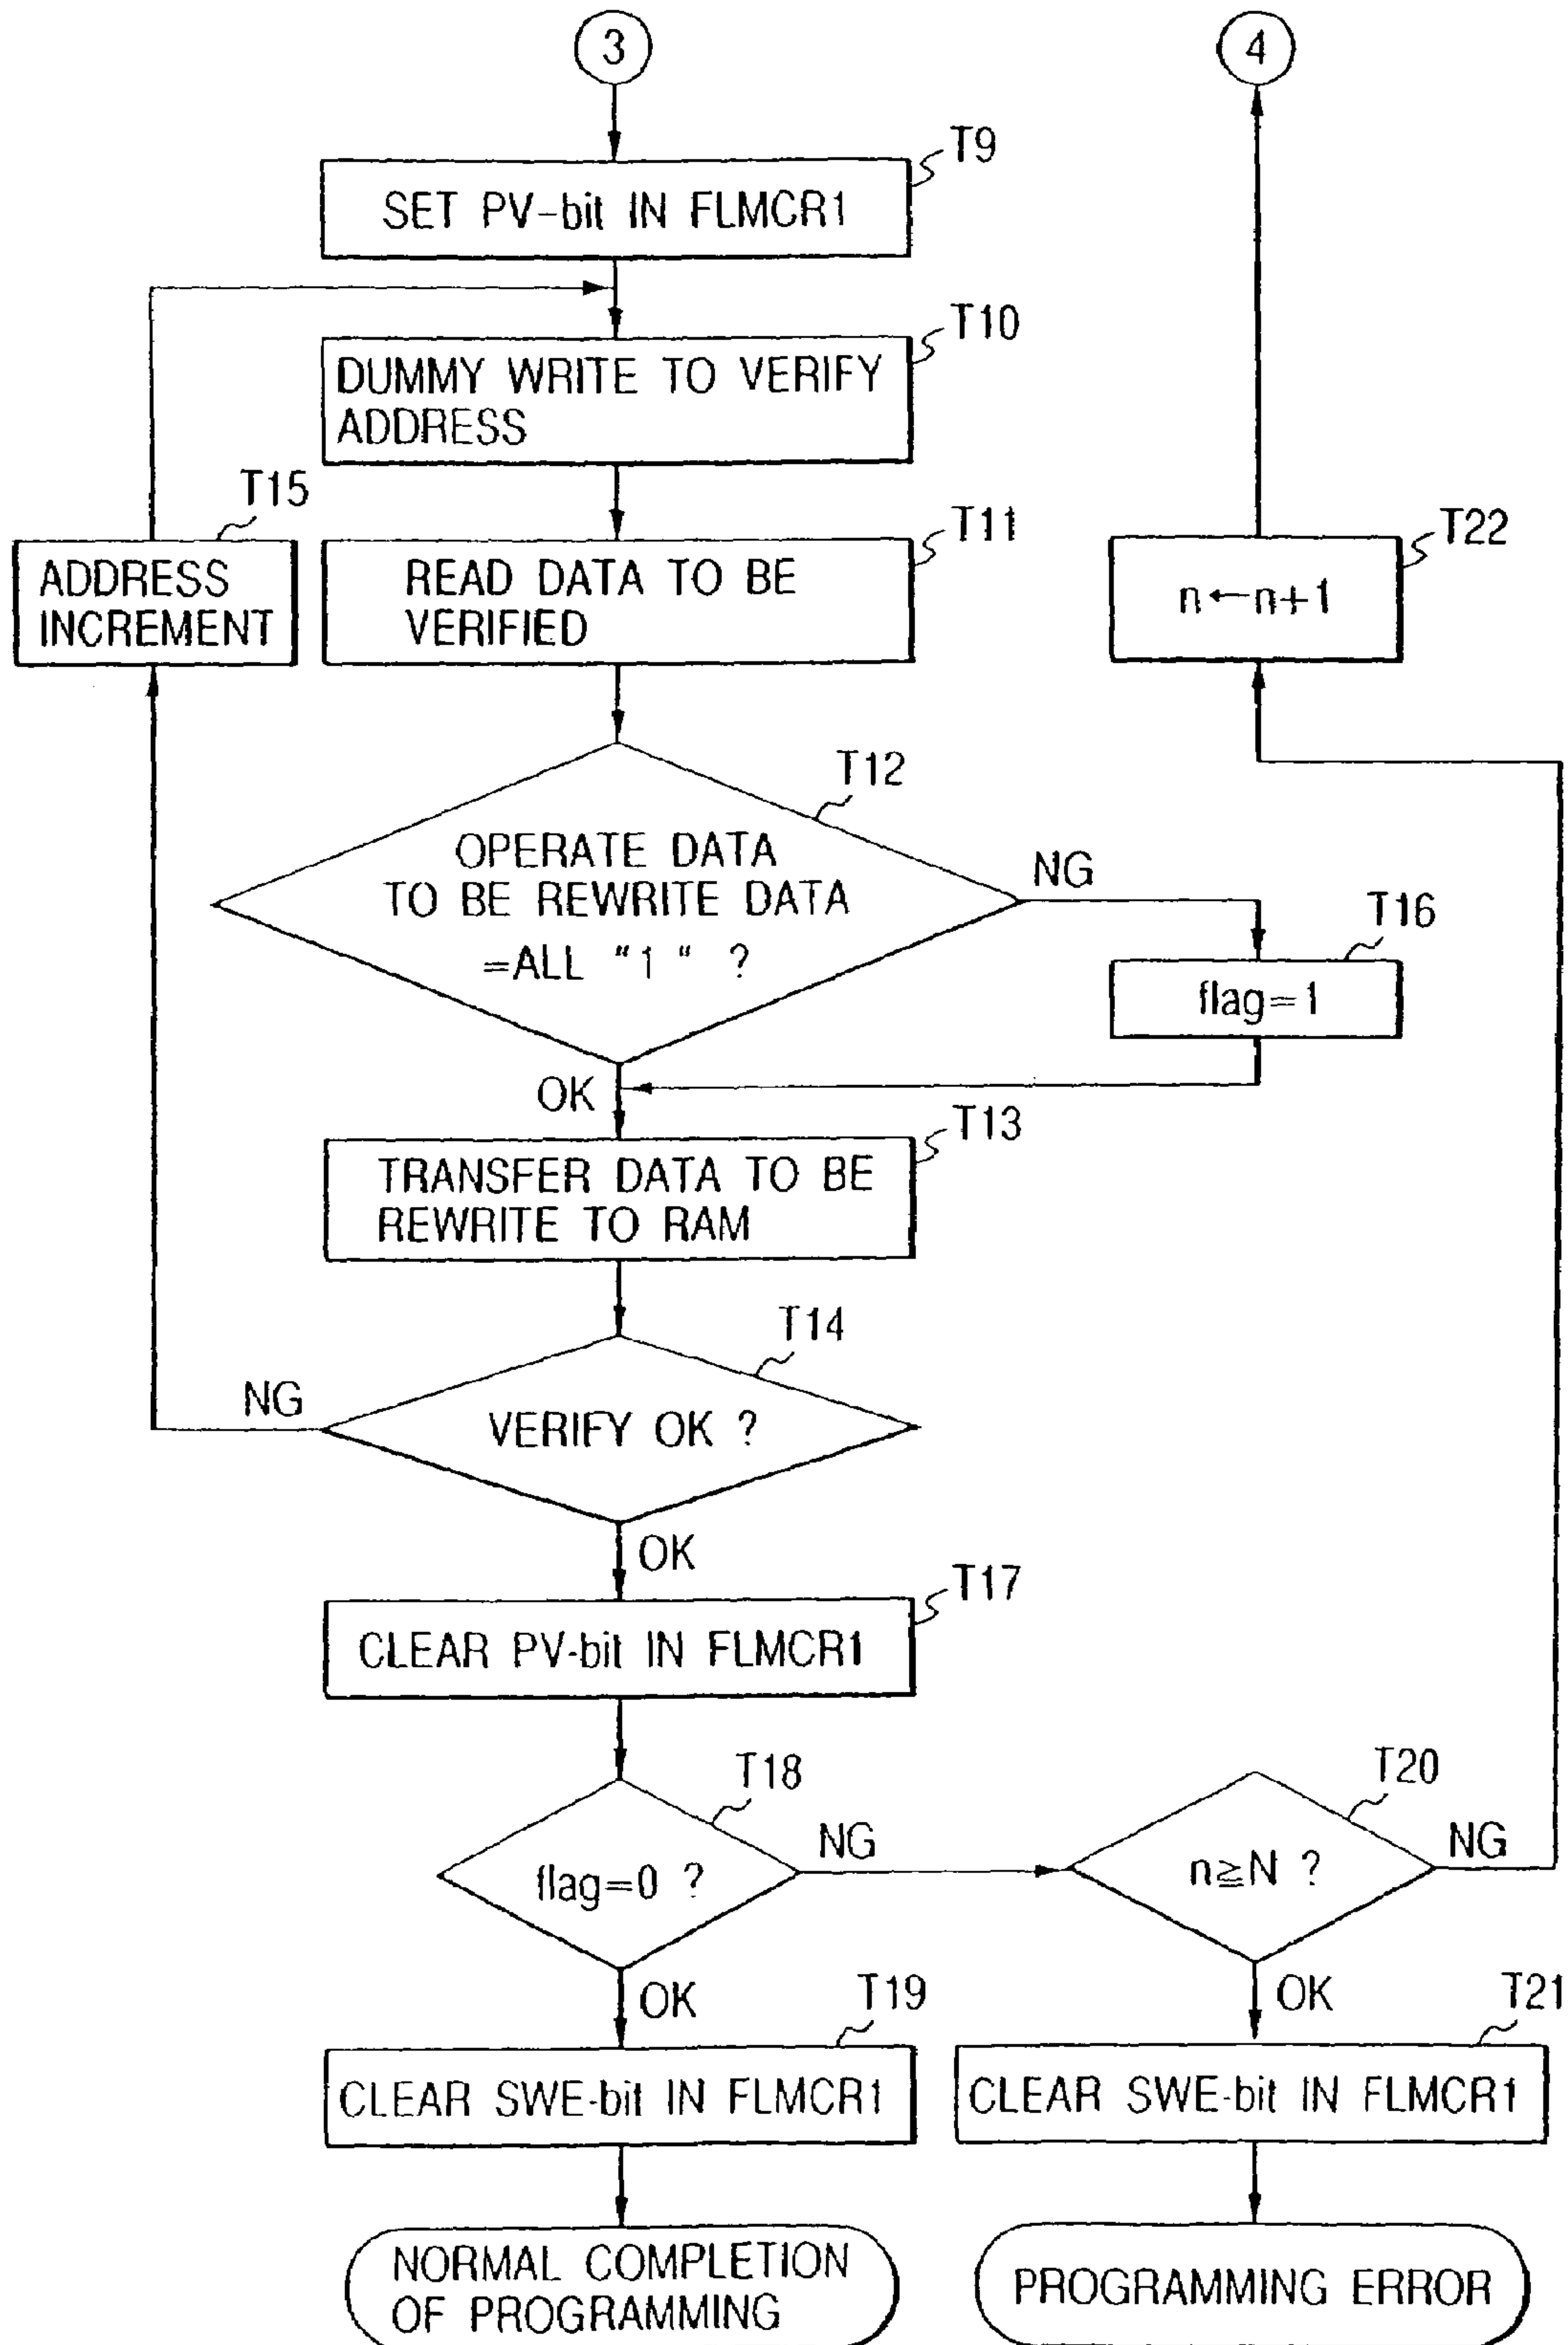 3
4
T9
SET PV-bit IN FLMCR1
T10
DUMMY WRITE TO VERIFY
ADDRESS
T15
ADDRESS
INCREMENT
T11
READ DATA TO BE
VERIFIED
T22
n←n+1
T12
OPERATE DATA
TO BE REWRITE DATA
=ALL "1" ?
NG
T16
flag=1
OK
T13
TRANSFER DATA TO BE
REWRITE TO RAM
T14
NG
VERIFY OK ?
OK
T17
CLEAR PV-bit IN FLMCR1
T18
flag=0 ?
NG
T20
n≧N ?
NG
OK
T19
CLEAR SWE-bit IN FLMCR1
OK
T21
CLEAR SWE-bit IN FLMCR1
NORMAL COMPLETION
OF PROGRAMMING
PROGRAMMING ERROR